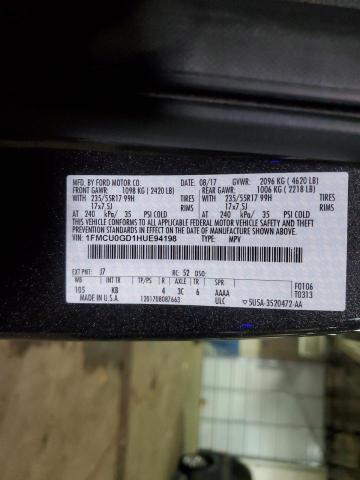 MFD. BY FORD MOTOR CO. 08/17 GVWR: 2096 KG ( 4620 LB)
FRONT GAWR: 1098 KG ( 2420 LB) REAR GAWR: 1006 KG ( 2218 LB)
WITH 235/55R17 99H TIRES WITH 235/55R17 99H TIRES
17x7.5J RIMS 17x7.5J RIMS
AT 240 kPa/ 35 PSI COLD AT 240 kPa/ 35 PSI COLD
THIS VEHICLE CONFORMS TO ALL APPLICABLE FEDERAL MOTOR VEHICLE SAFETY AND BUMPER
STANDARDS IN EFFECT ON THE DATE OF MANUFACTURE SHOWN ABOVE.
VIN: 1FMCU0GD1HUE94198 TYPE: MPV
EXT PNT: J7 RC: 52 DSO:
WB BRK INT TR TP/PS R AXLE TR SPR
105 KB 4 3C 6 AAAA
F0106
T0313
MADE IN U.S.A. 1201708087663 ULC 5U5A-3520472-AA